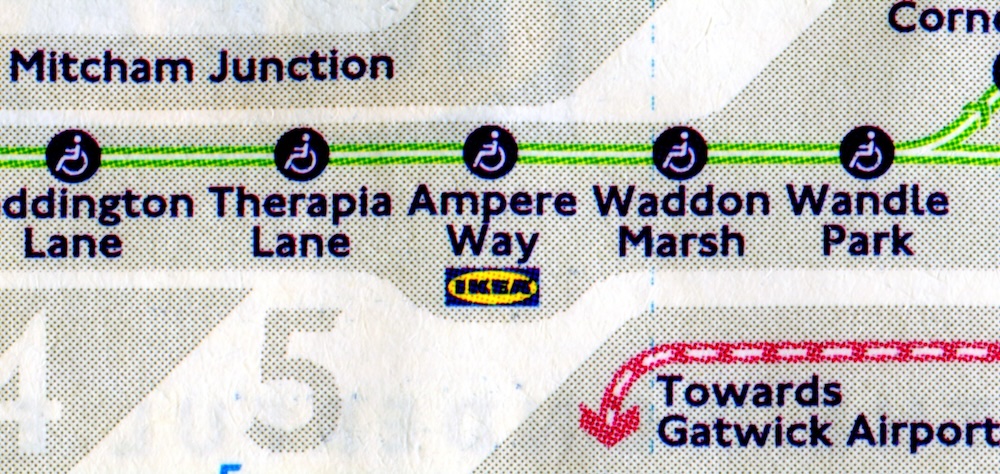 Corn
Mitcham Junction
ddington
Lane
Therapia
Lane
Ampere
Way
IKEA
Waddon
Marsh
Wandle
Park
4
5
Towards
Gatwick Airport